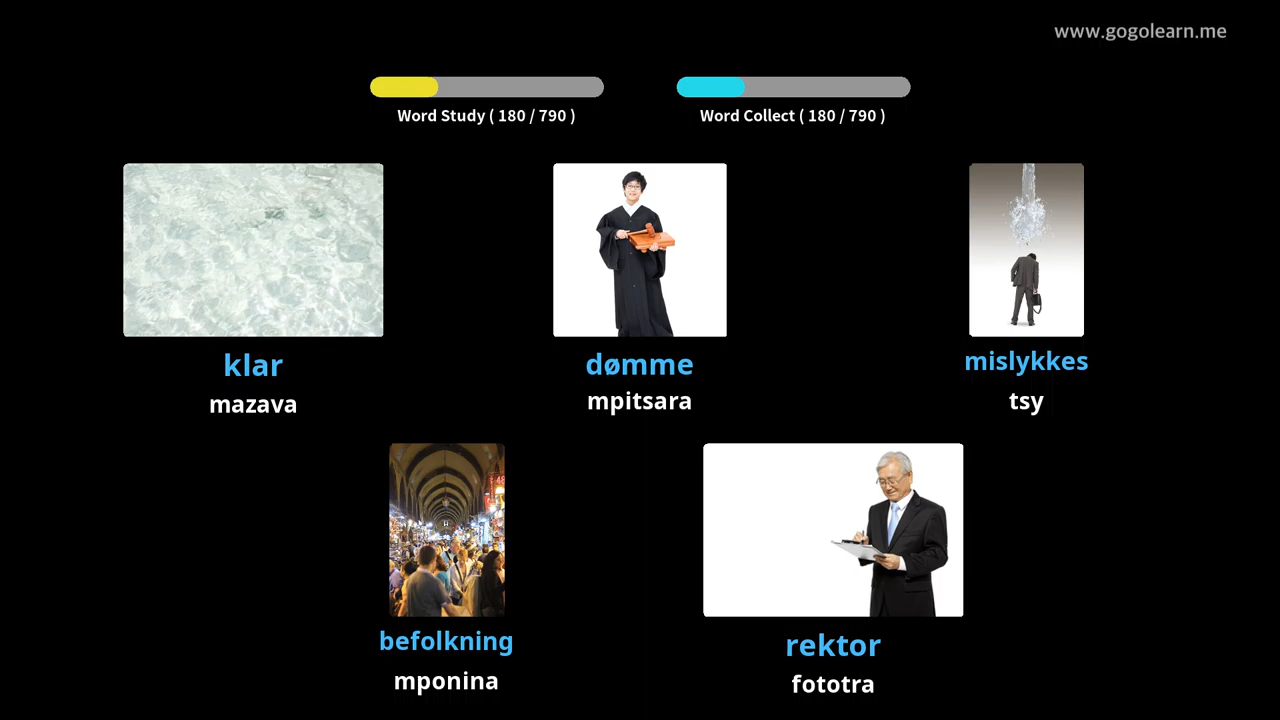 www.gogolearn.me
Word Study ( 180 / 790 )
Word Collect ( 180 / 790 )
klar
mazava
dømme
mpitsara
mislykkes
tsy
befolkning
mponina
rektor
fototra